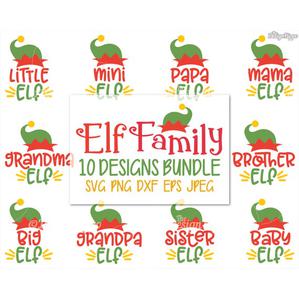 Little
Elf
mini
Elf
Papa
Elf
mama
Elf
Grandma
Elf
Elf Family
10 DESIGNS BUNDLE
SVG PNG DXF EPS JPEG
Brother
Elf
Big
Elf
Grandpa
Elf
Sister
Elf
Baby
Elf